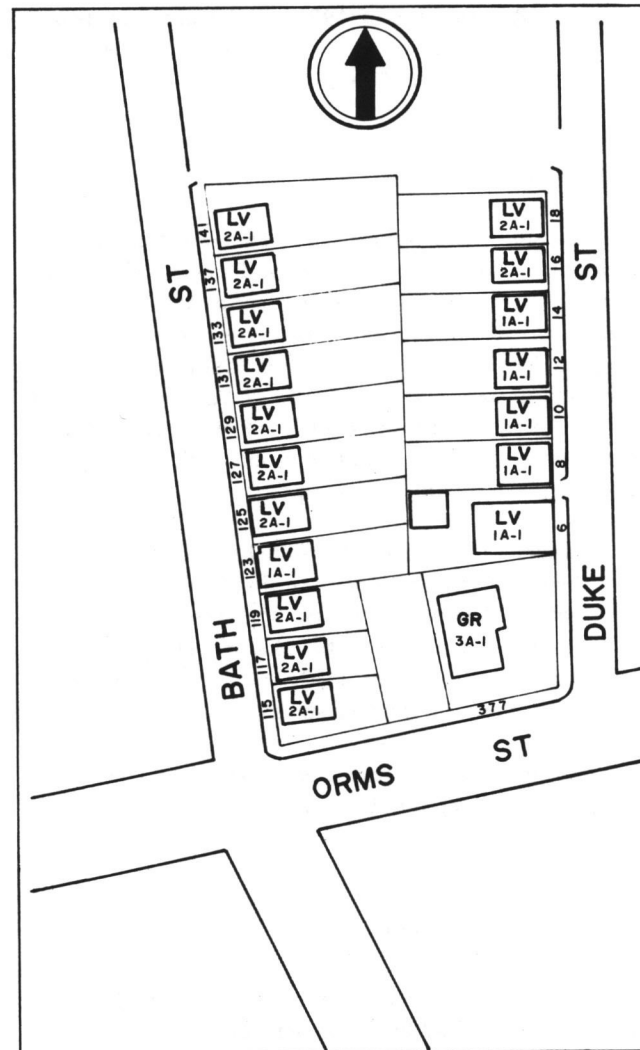 141
LV
2A-1
137
LV
2A-1
133
LV
2A-1
131
LV
2A-1
129
LV
2A-1
127
LV
2A-1
125
LV
2A-1
123
LV
1A-1
119
LV
2A-1
117
LV
2A-1
115
LV
2A-1
LV
2A-1
18
LV
2A-1
16
LV
1A-1
14
LV
1A-1
12
LV
1A-1
10
LV
1A-1
8
LV
1A-1
6
GR
3A-1
377
BATH ST
DUKE ST
ORMS ST